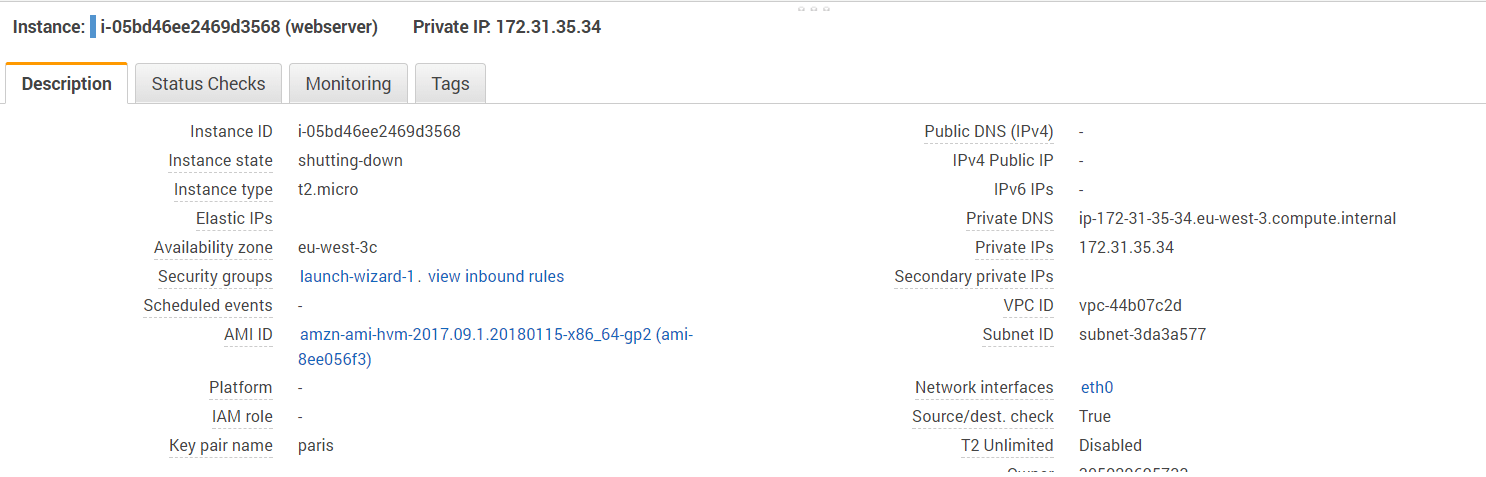 Instance: i-05bd46ee2469d3568 (webserver) Private IP: 172.31.35.34
Description Status Checks Monitoring Tags
Instance ID i-05bd46ee2469d3568 Public DNS (IPv4) -
Instance state shutting-down IPv4 Public IP -
Instance type t2.micro IPv6 IPs -
Elastic IPs Private DNS ip-172-31-35-34.eu-west-3.compute.internal
Availability zone eu-west-3c Private IPs 172.31.35.34
Security groups launch-wizard-1 . view inbound rules Secondary private IPs
Scheduled events - VPC ID vpc-44b07c2d
AMI ID amzn-ami-hvm-2017.09.1.20180115-x86_64-gp2 (ami- Subnet ID subnet-3da3a577
8ee056f3)
Platform - Network interfaces eth0
IAM role - Source/dest. check True
Key pair name paris T2 Unlimited Disabled